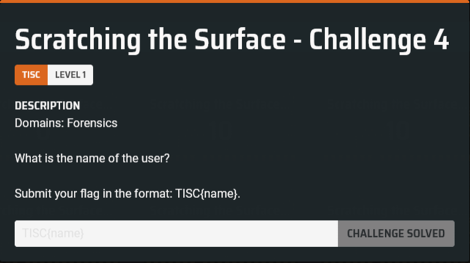 Scratching the Surface - Challenge 4
TISC LEVEL 1
DESCRIPTION
Domains: Forensics
What is the name of the user?
Submit your flag in the format: TISC{name}.
TISC{name} CHALLENGE SOLVED